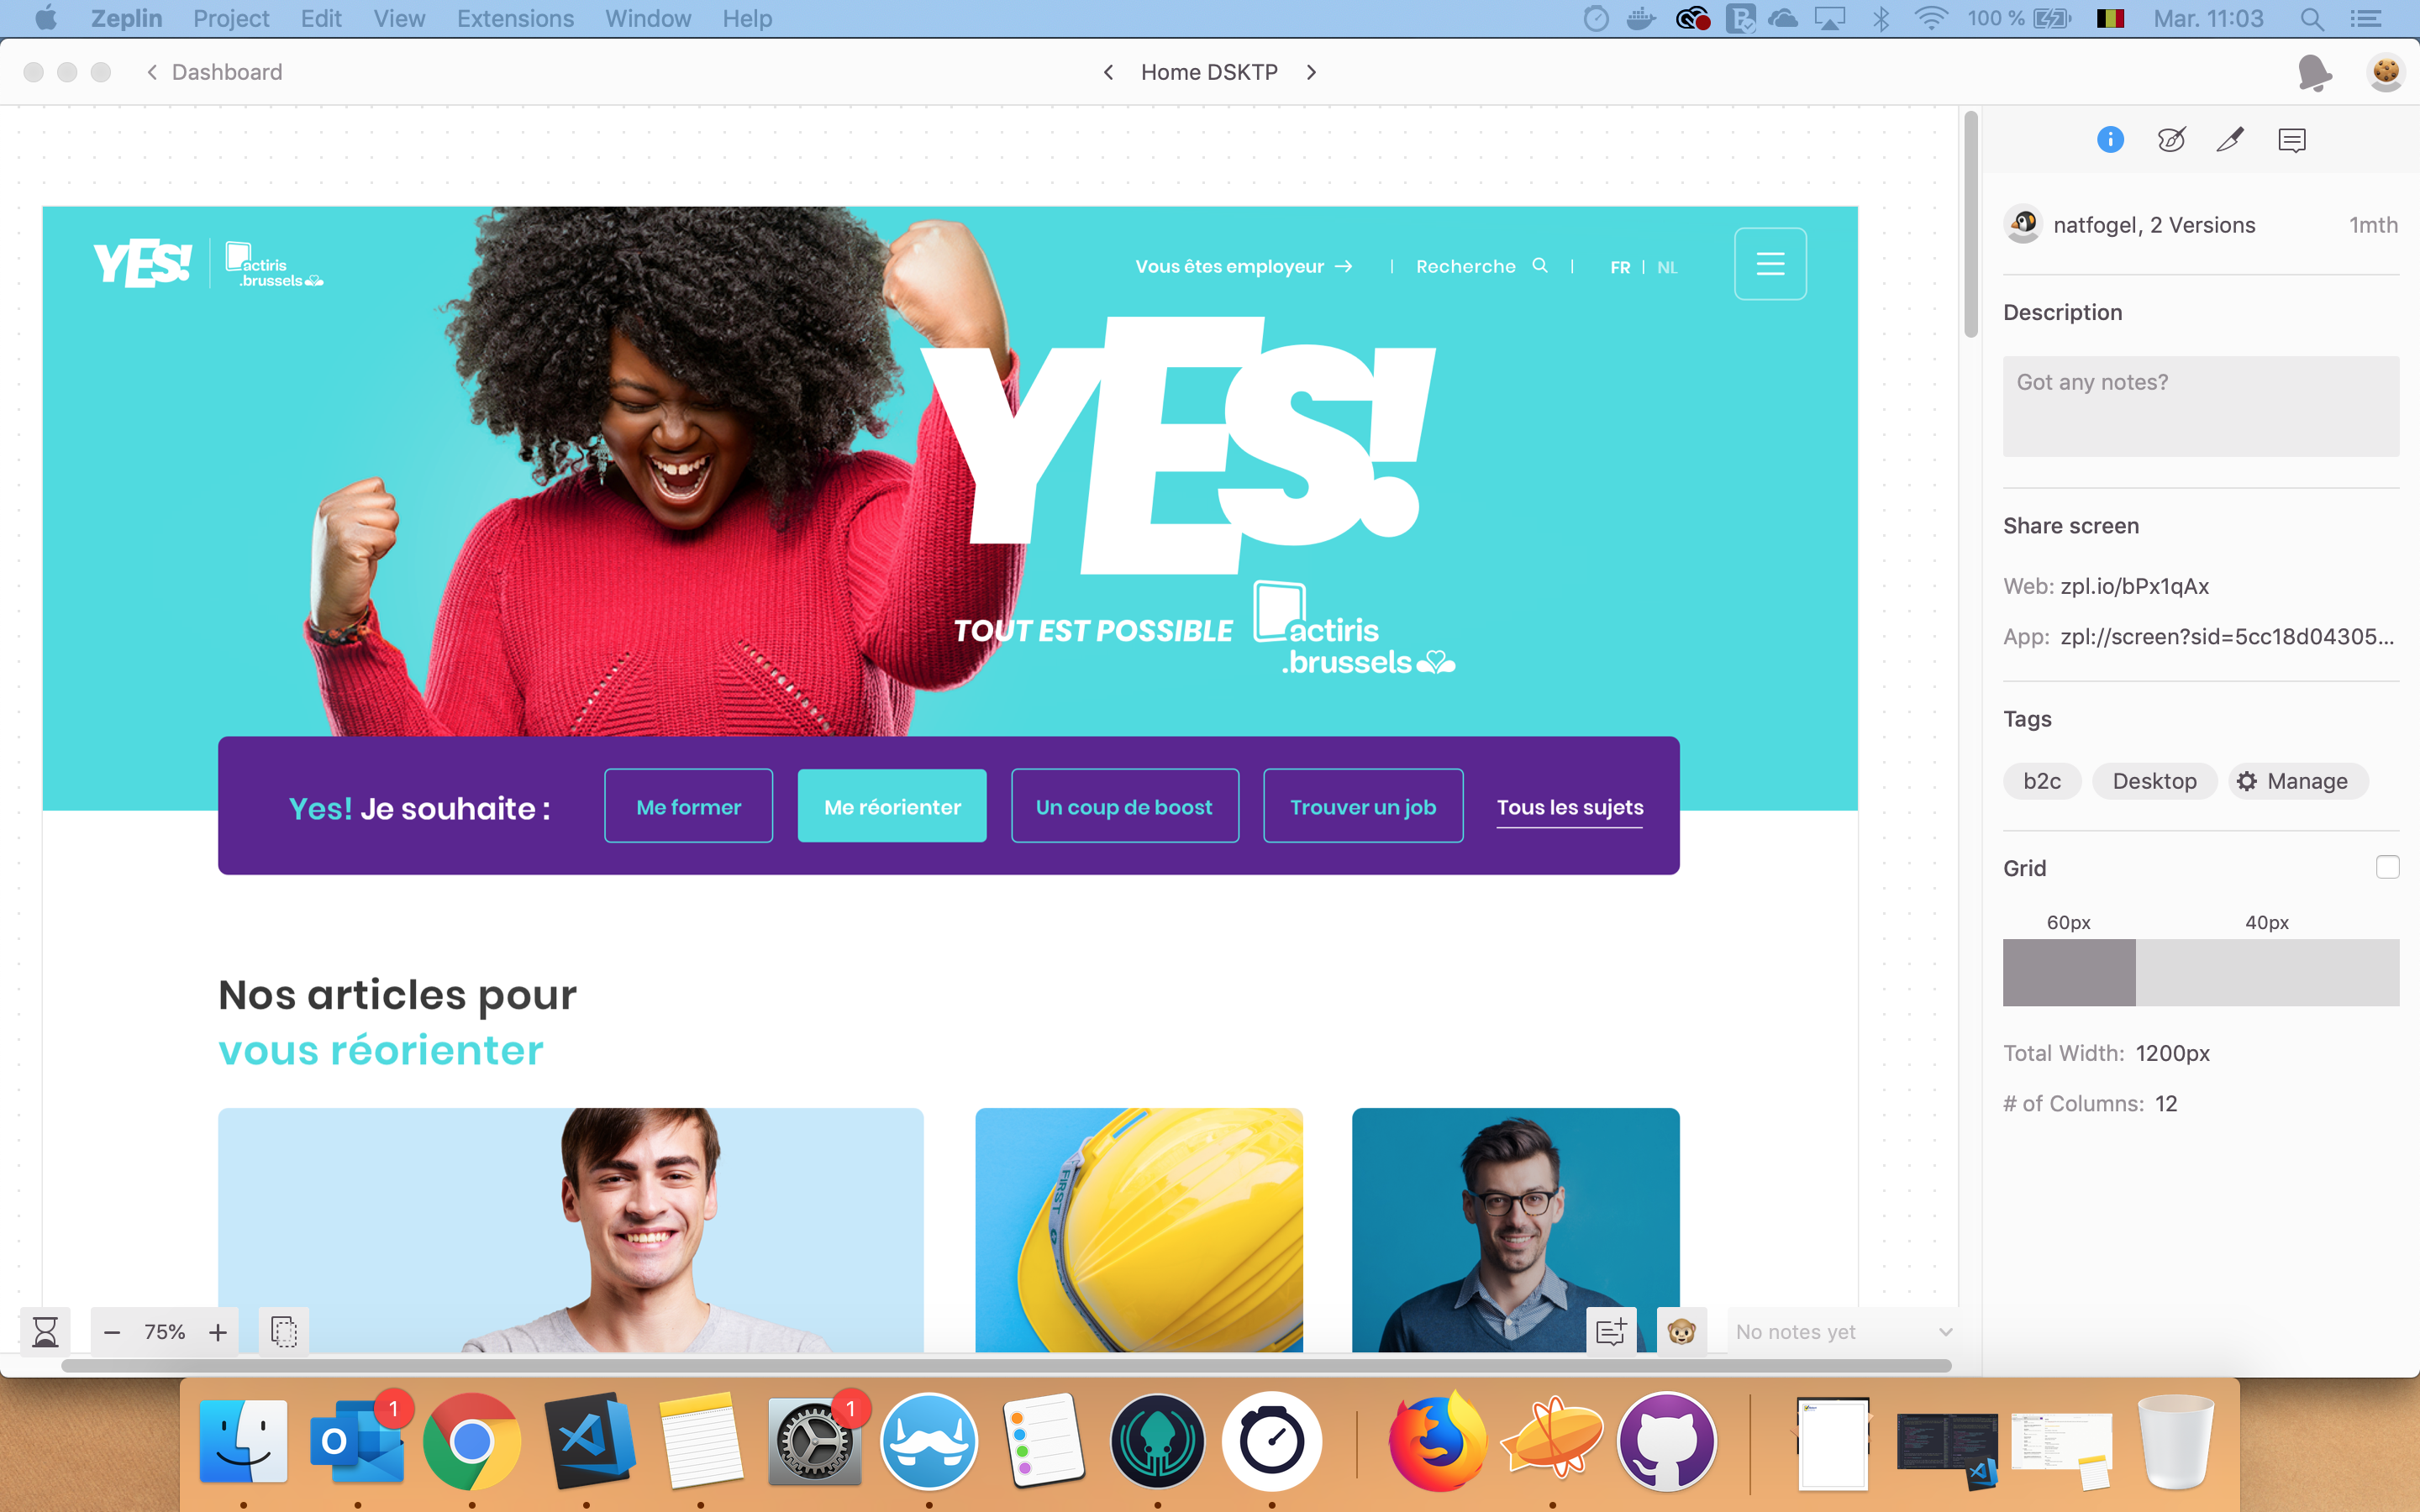 Zeplin Project Edit View Extensions Window Help 100 % Mar. 11:03
Dashboard
Home DSKTP
YES! actiris
.brussels
Vous êtes employeur → | Recherche | FR | NL
YES!
TOUT EST POSSIBLE actiris
.brussels
Yes! Je souhaite : Me former Me réorienter Un coup de boost Trouver un job Tous les sujets
Nos articles pour
vous réorienter
FIRST
75%
No notes yet
natfogel, 2 Versions 1mth
Description
Got any notes?
Share screen
Web: zpl.io/bPx1qAx
App: zpl://screen?sid=5cc18d04305...
Tags
b2c Desktop Manage
Grid
60px 40px
Total Width: 1200px
# of Columns: 12
1
1